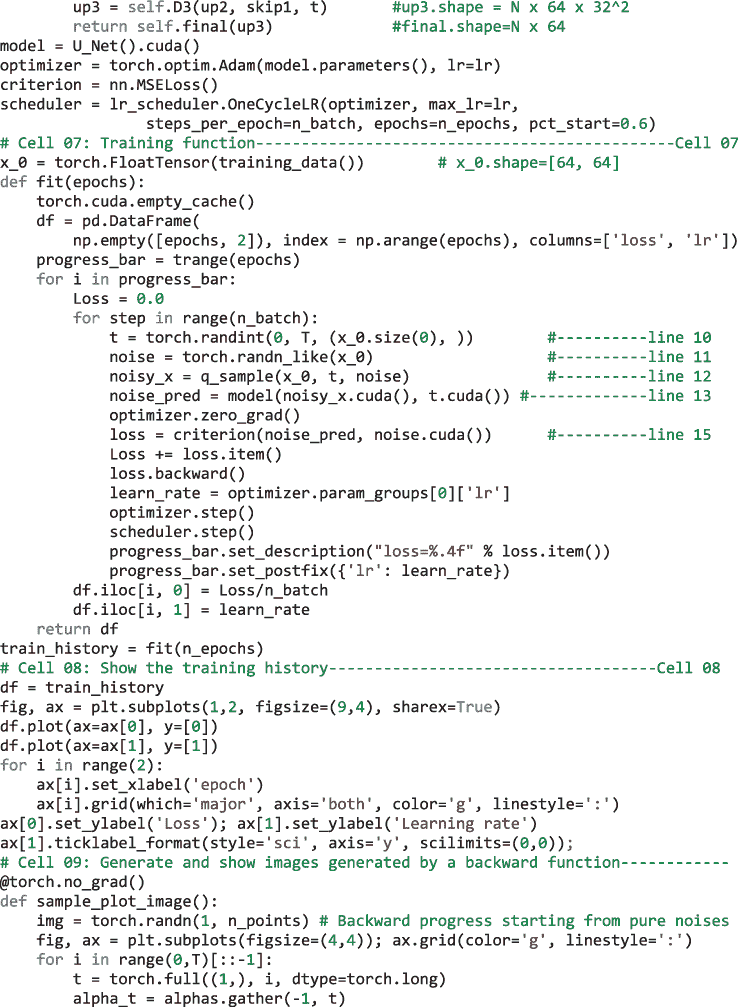 up3 = self.D3(up2, skip1, t)       #up3.shape = N x 64 x 32^2
        return self.final(up3)                #final.shape=N x 64
model = U_Net().cuda()
optimizer = torch.optim.Adam(model.parameters(), lr=lr)
criterion = nn.MSELoss()
scheduler = lr_scheduler.OneCycleLR(optimizer, max_lr=lr,
                steps_per_epoch=n_batch, epochs=n_epochs, pct_start=0.6)
# Cell 07: Training function----------------------------------------------Cell 07
x_0 = torch.FloatTensor(training_data())        # x_0.shape=[64, 64]
def fit(epochs):
    torch.cuda.empty_cache()
    df = pd.DataFrame(
        np.empty([epochs, 2]), index = np.arange(epochs), columns=['loss', 'lr'])
    progress_bar = trange(epochs)
    for i in progress_bar:
        Loss = 0.0
        for step in range(n_batch):
            t = torch.randint(0, T, (x_0.size(0), ))        #----------line 10
            noise = torch.randn_like(x_0)                   #----------line 11
            noisy_x = q_sample(x_0, t, noise)               #----------line 12
            noise_pred = model(noisy_x.cuda(), t.cuda()) #-------------line 13
            optimizer.zero_grad()
            loss = criterion(noise_pred, noise.cuda())      #----------line 15
            Loss += loss.item()
            loss.backward()
            learn_rate = optimizer.param_groups[0]['lr']
            optimizer.step()
            scheduler.step()
            progress_bar.set_description("loss=%.4f" % loss.item())
            progress_bar.set_postfix({'lr': learn_rate})
        df.iloc[i, 0] = Loss/n_batch
        df.iloc[i, 1] = learn_rate
    return df
train_history = fit(n_epochs)
# Cell 08: Show the training history------------------------------------Cell 08
df = train_history
fig, ax = plt.subplots(1,2, figsize=(9,4), sharex=True)
df.plot(ax=ax[0], y=[0])
df.plot(ax=ax[1], y=[1])
for i in range(2):
    ax[i].set_xlabel('epoch')
    ax[i].grid(which='major', axis='both', color='g', linestyle=':')
ax[0].set_ylabel('Loss'); ax[1].set_ylabel('Learning rate')
ax[1].ticklabel_format(style='sci', axis='y', scilimits=(0,0));
# Cell 09: Generate and show images generated by a backward function------------
@torch.no_grad()
def sample_plot_image():
    img = torch.randn(1, n_points) # Backward progress starting from pure noises
    fig, ax = plt.subplots(figsize=(4,4)); ax.grid(color='g', linestyle=':')
    for i in range(0,T)[::-1]:
        t = torch.full((1,), i, dtype=torch.long)
        alpha_t = alphas.gather(-1, t)